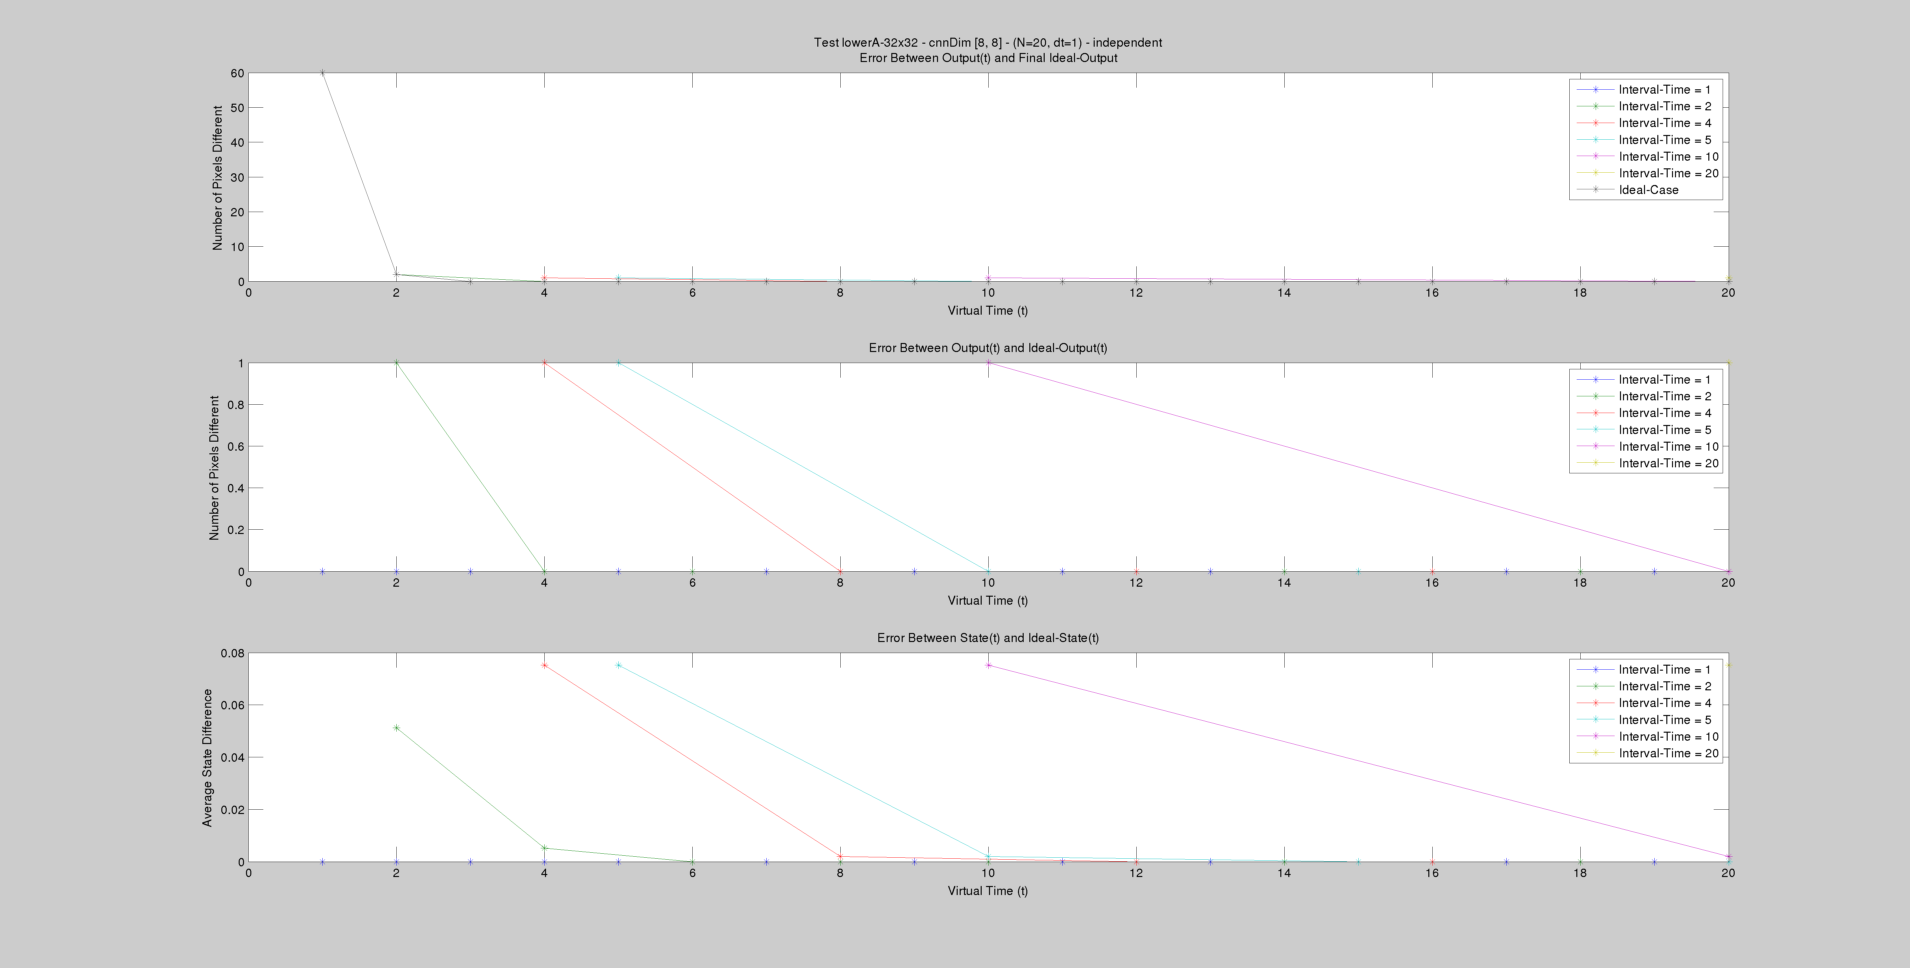 Test lowerA-32x32 - cnnDim [8, 8] - (N=20, dt=1) - independent
Error Between Output(t) and Final Ideal-Output
Number of Pixels Different
60
50
40
30
20
10
0
0 2 4 6 8 10 12 14 16 18 20
Virtual Time (t)
Interval-Time = 1
Interval-Time = 2
Interval-Time = 4
Interval-Time = 5
Interval-Time = 10
Interval-Time = 20
Ideal-Case
Error Between Output(t) and Ideal-Output(t)
Number of Pixels Different
1
0.8
0.6
0.4
0.2
0
0 2 4 6 8 10 12 14 16 18 20
Virtual Time (t)
Interval-Time = 1
Interval-Time = 2
Interval-Time = 4
Interval-Time = 5
Interval-Time = 10
Interval-Time = 20
Error Between State(t) and Ideal-State(t)
Average State Difference
0.08
0.06
0.04
0.02
0
0 2 4 6 8 10 12 14 16 18 20
Virtual Time (t)
Interval-Time = 1
Interval-Time = 2
Interval-Time = 4
Interval-Time = 5
Interval-Time = 10
Interval-Time = 20